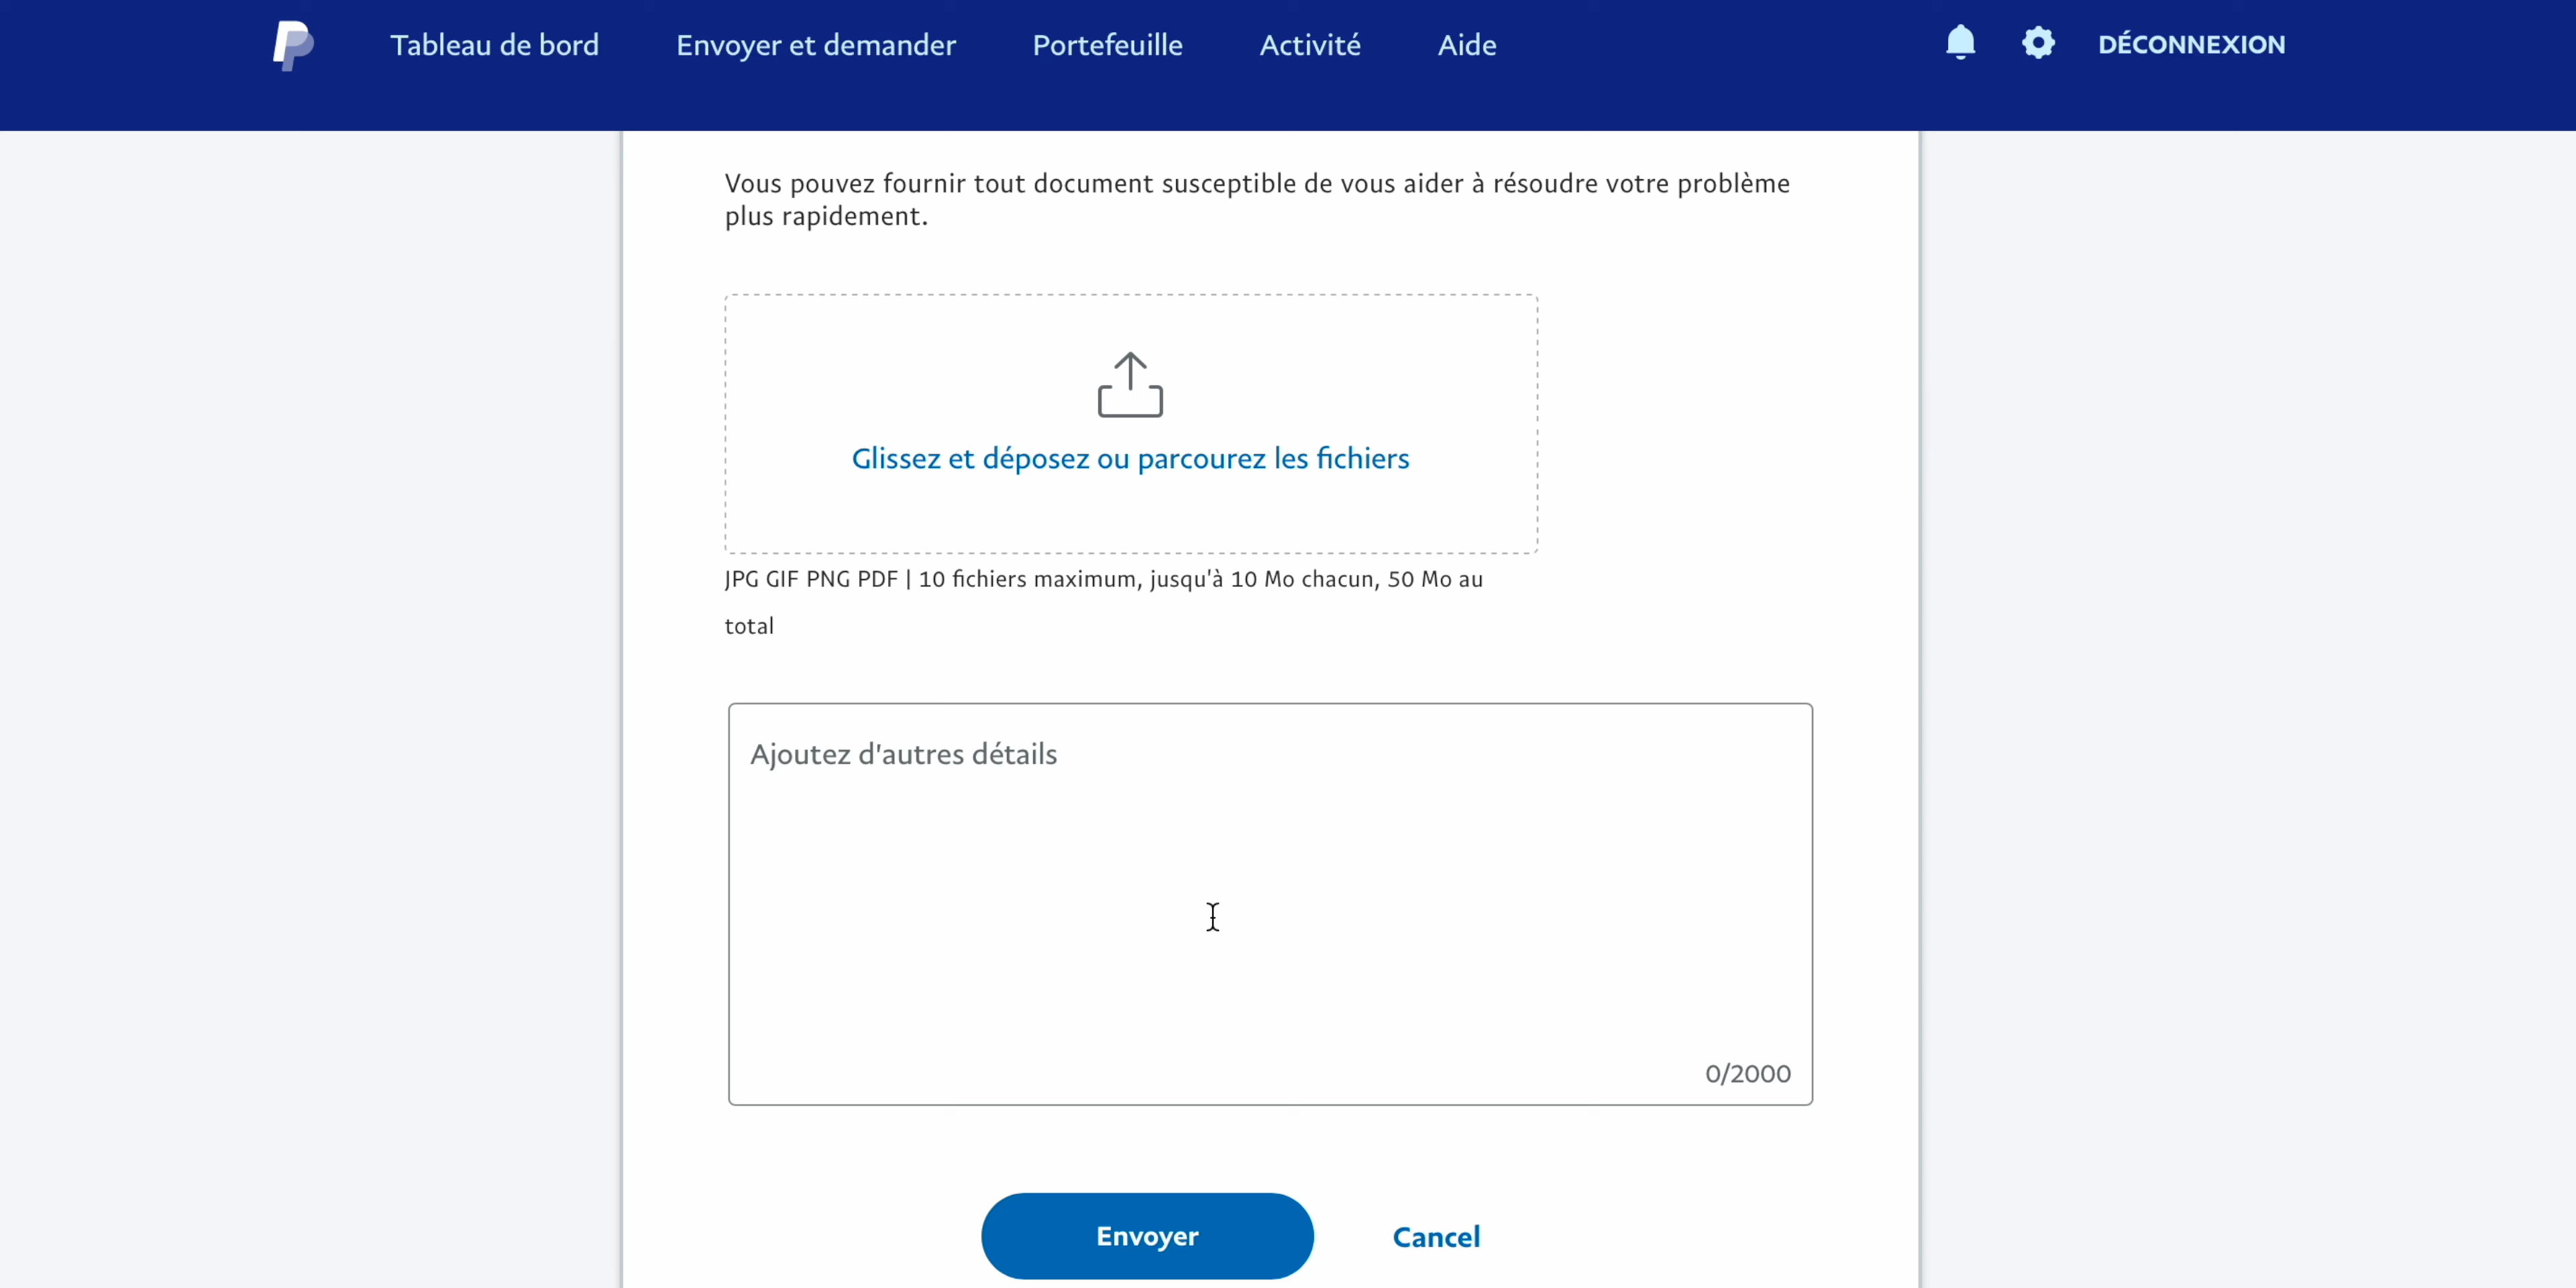 Tableau de bord
Envoyer et demander
Portefeuille
Activité
Aide
DÉCONNEXION
Vous pouvez fournir tout document susceptible de vous aider à résoudre votre problème
plus rapidement.
Glissez et déposez ou parcourez les fichiers
JPG GIF PNG PDF | 10 fichiers maximum, jusqu'à 10 Mo chacun, 50 Mo au
total
Ajoutez d'autres détails
0/2000
Envoyer
Cancel